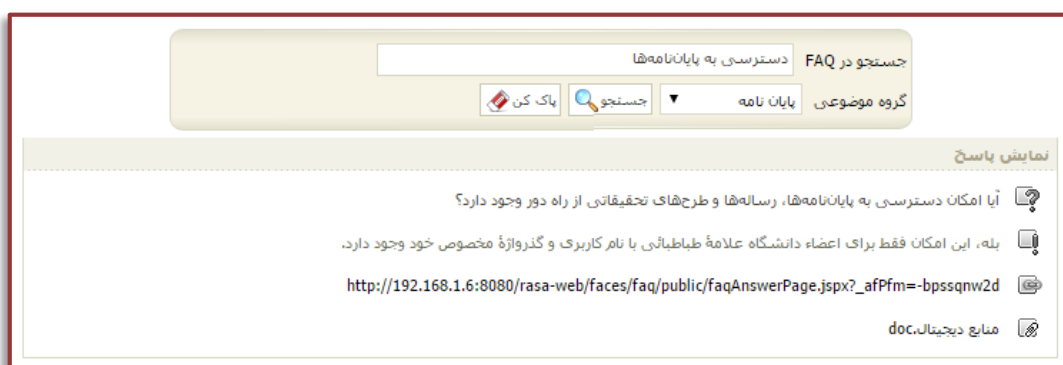 جستجو در FAQ دسترسی به پایان‌نامه‌ها
گروه موضوعی پایان نامه جستجو پاک کن
نمایش پاسخ
آیا امکان دسترسی به پایان‌نامه‌ها، رساله‌ها و طرح‌های تحقیقاتی از راه دور وجود دارد؟
بله، این امکان فقط برای اعضاء دانشگاه علامۀ طباطبائی با نام کاربری و گذرواژۀ مخصوص خود وجود دارد.
http://192.168.1.6:8080/rasa-web/faces/faq/public/faqAnswerPage.jspx?_afPfm=-bpssqnw2d
منابع دیجیتال.doc